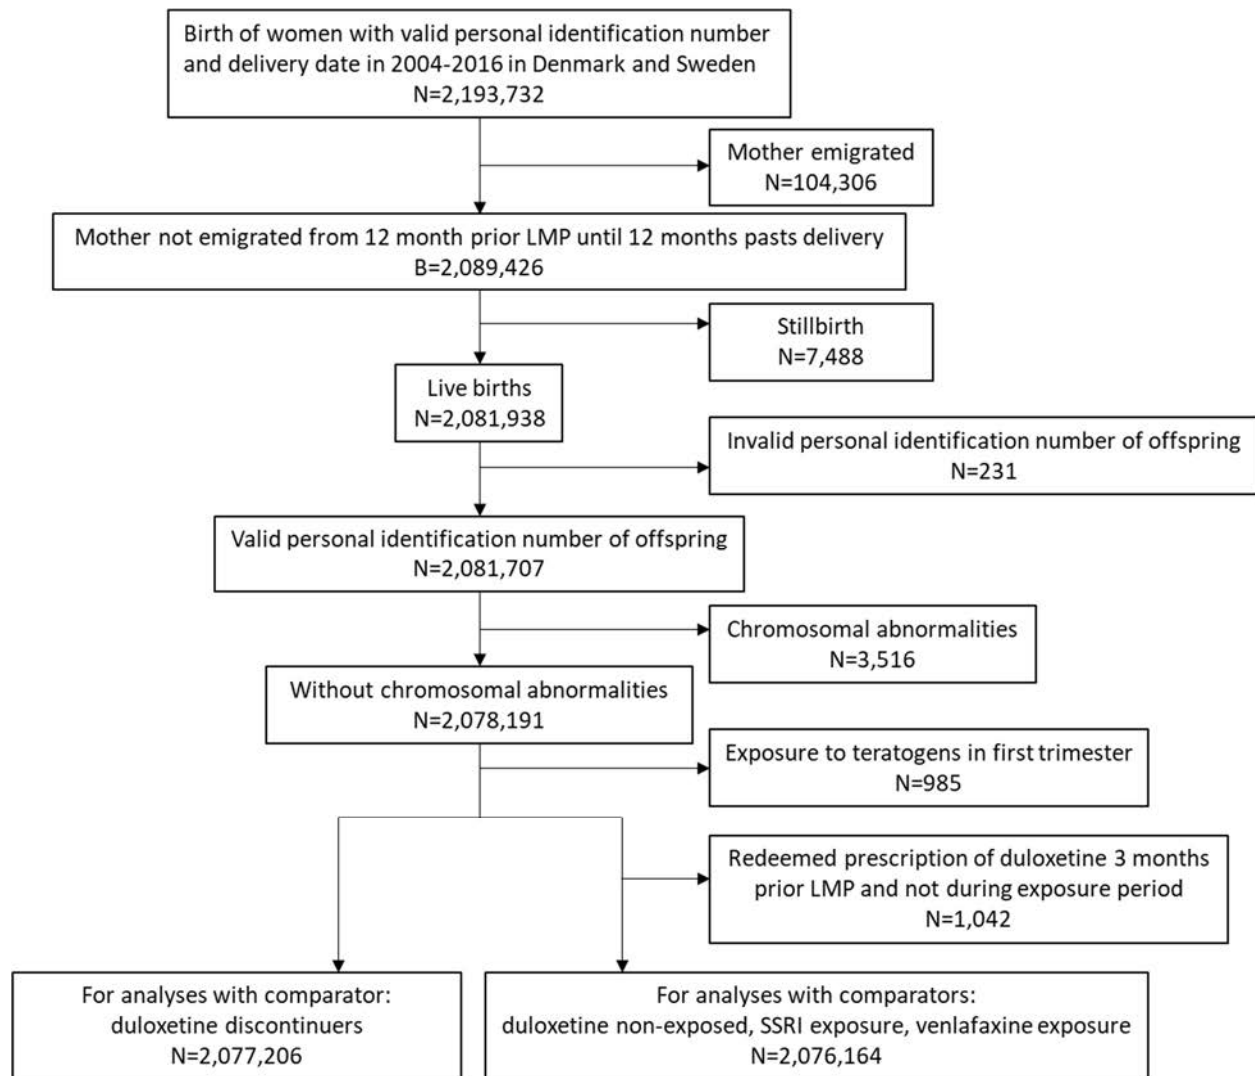 Birth of women with valid personal identification number
and delivery date in 2004-2016 in Denmark and Sweden
N=2,193,732
Mother emigrated
N=104,306
Mother not emigrated from 12 month prior LMP until 12 months pasts delivery
B=2,089,426
Stillbirth
N=7,488
Live births
N=2,081,938
Invalid personal identification number of offspring
N=231
Valid personal identification number of offspring
N=2,081,707
Chromosomal abnormalities
N=3,516
Without chromosomal abnormalities
N=2,078,191
Exposure to teratogens in first trimester
N=985
Redeemed prescription of duloxetine 3 months
prior LMP and not during exposure period
N=1,042
For analyses with comparator:
duloxetine discontinuers
N=2,077,206
For analyses with comparators:
duloxetine non-exposed, SSRI exposure, venlafaxine exposure
N=2,076,164